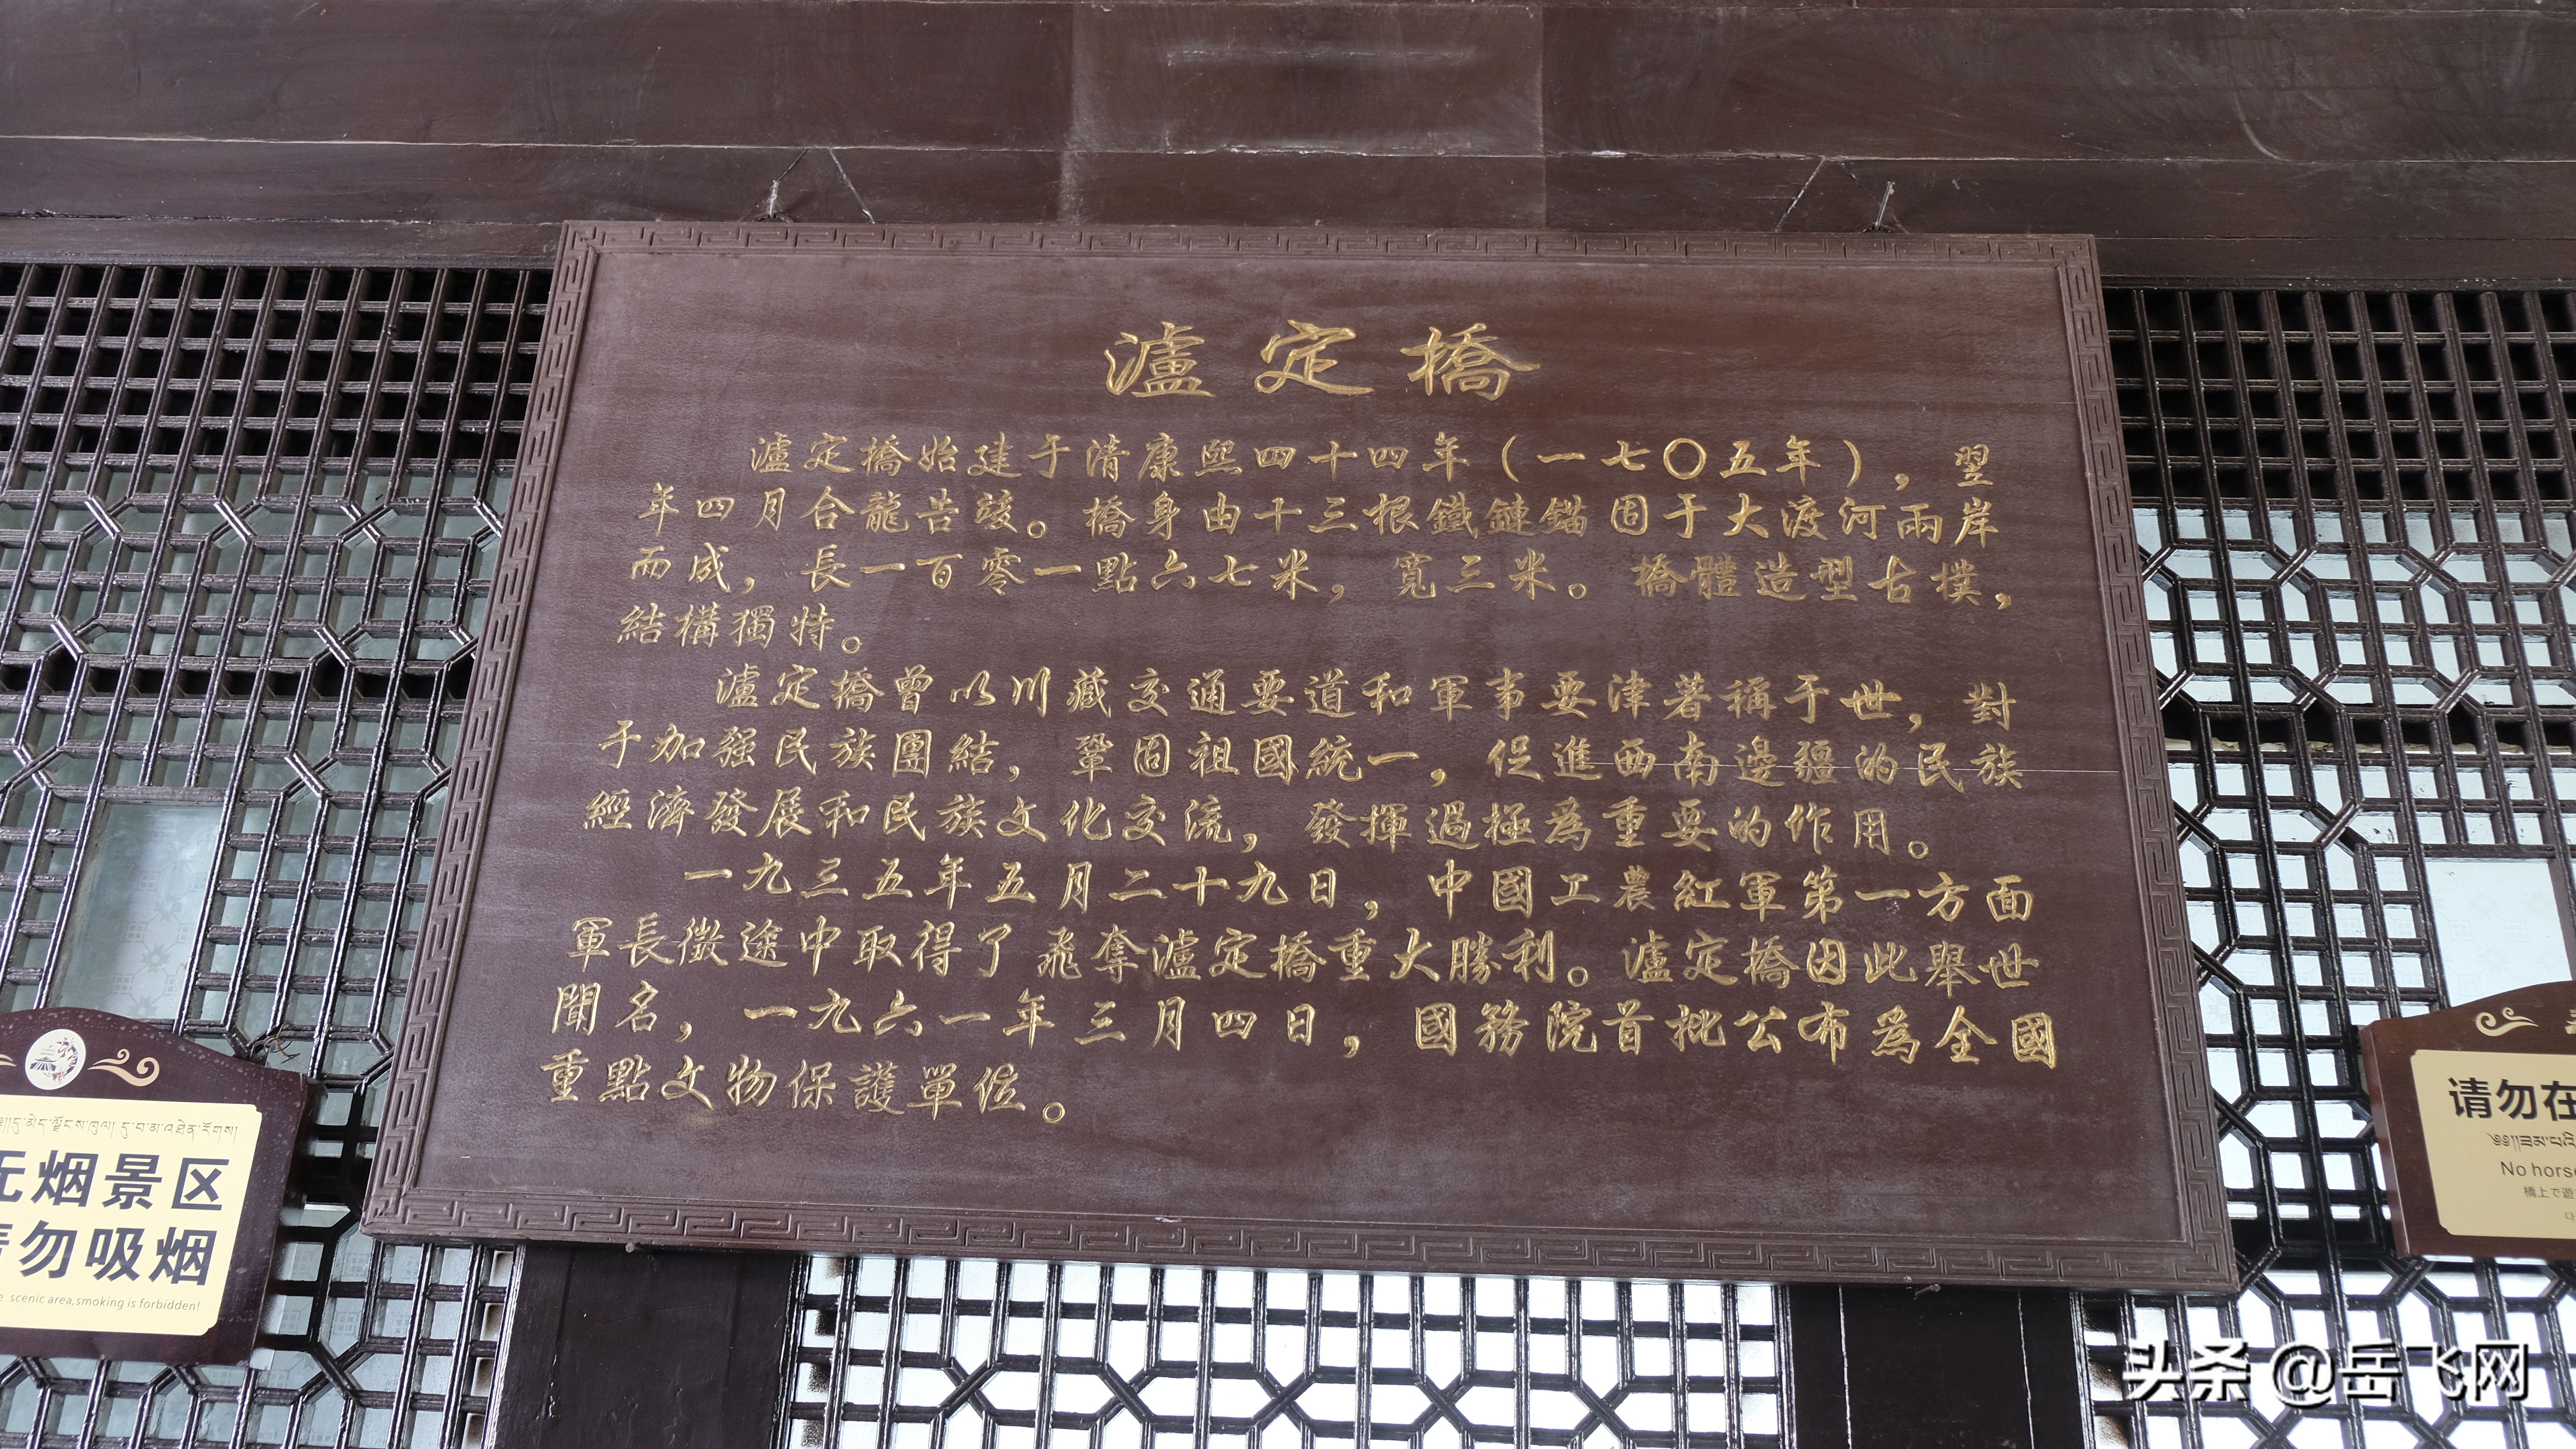 瀘定橋
瀘定橋始建于清康熙四十四年（一七〇五年），翌
年四月合龍告竣。橋身由十三根鐵鏈錨固于大渡河兩岸
而成，長一百零一點六七米，寬三米。橋體造型古樸，
結構獨特。
瀘定橋曾以川藏交通要道和軍事要津著稱于世，對
于加强民族團結，鞏固祖國統一，促進西南邊疆的民族
經濟發展和民族文化交流，發揮過極為重要的作用。
一九三五年五月二十九日，中國工農紅軍第一方面
軍長徵途中取得了飛奪瀘定橋重大勝利。瀘定橋因此舉世
聞名，一九六一年三月四日，國務院首批公布為全國
重點文物保護單位。
烟景区
勿吸烟
scenic area,smoking is forbidden!
请勿在
No horse
橋上で遊
头条 @岳飞网